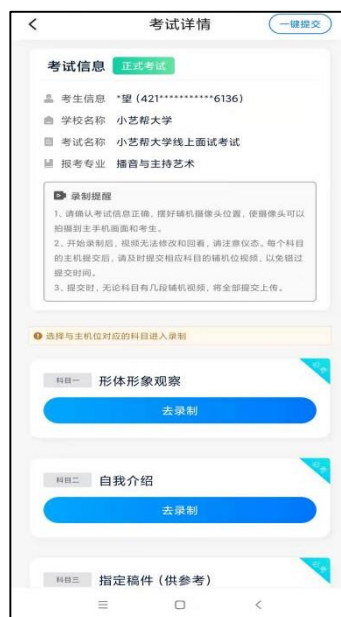 考试详情
一键提交
考试信息 正式考试
考生信息 *望 (421***********6136)
学校名称 小艺帮大学
考试名称 小艺帮大学线上面试考试
报考专业 播音与主持艺术
录制提醒
1、请确认考试信息正确，摆好辅机摄像头位置，使摄像头可以
拍摄到主手机画面和考生。
2、开始录制后，视频无法修改和回看，请注意仪态。每个科目
的主机提交后，请及时提交相应科目的辅机位视频，以免错过
提交时间。
3、提交时，无论科目有几段辅机视频，将全部提交上传。
选择与主机位对应的科目进入录制
必考
科目一 形体形象观察
去录制
必考
科目二 自我介绍
去录制
必考
科目三 指定稿件 (供参考)